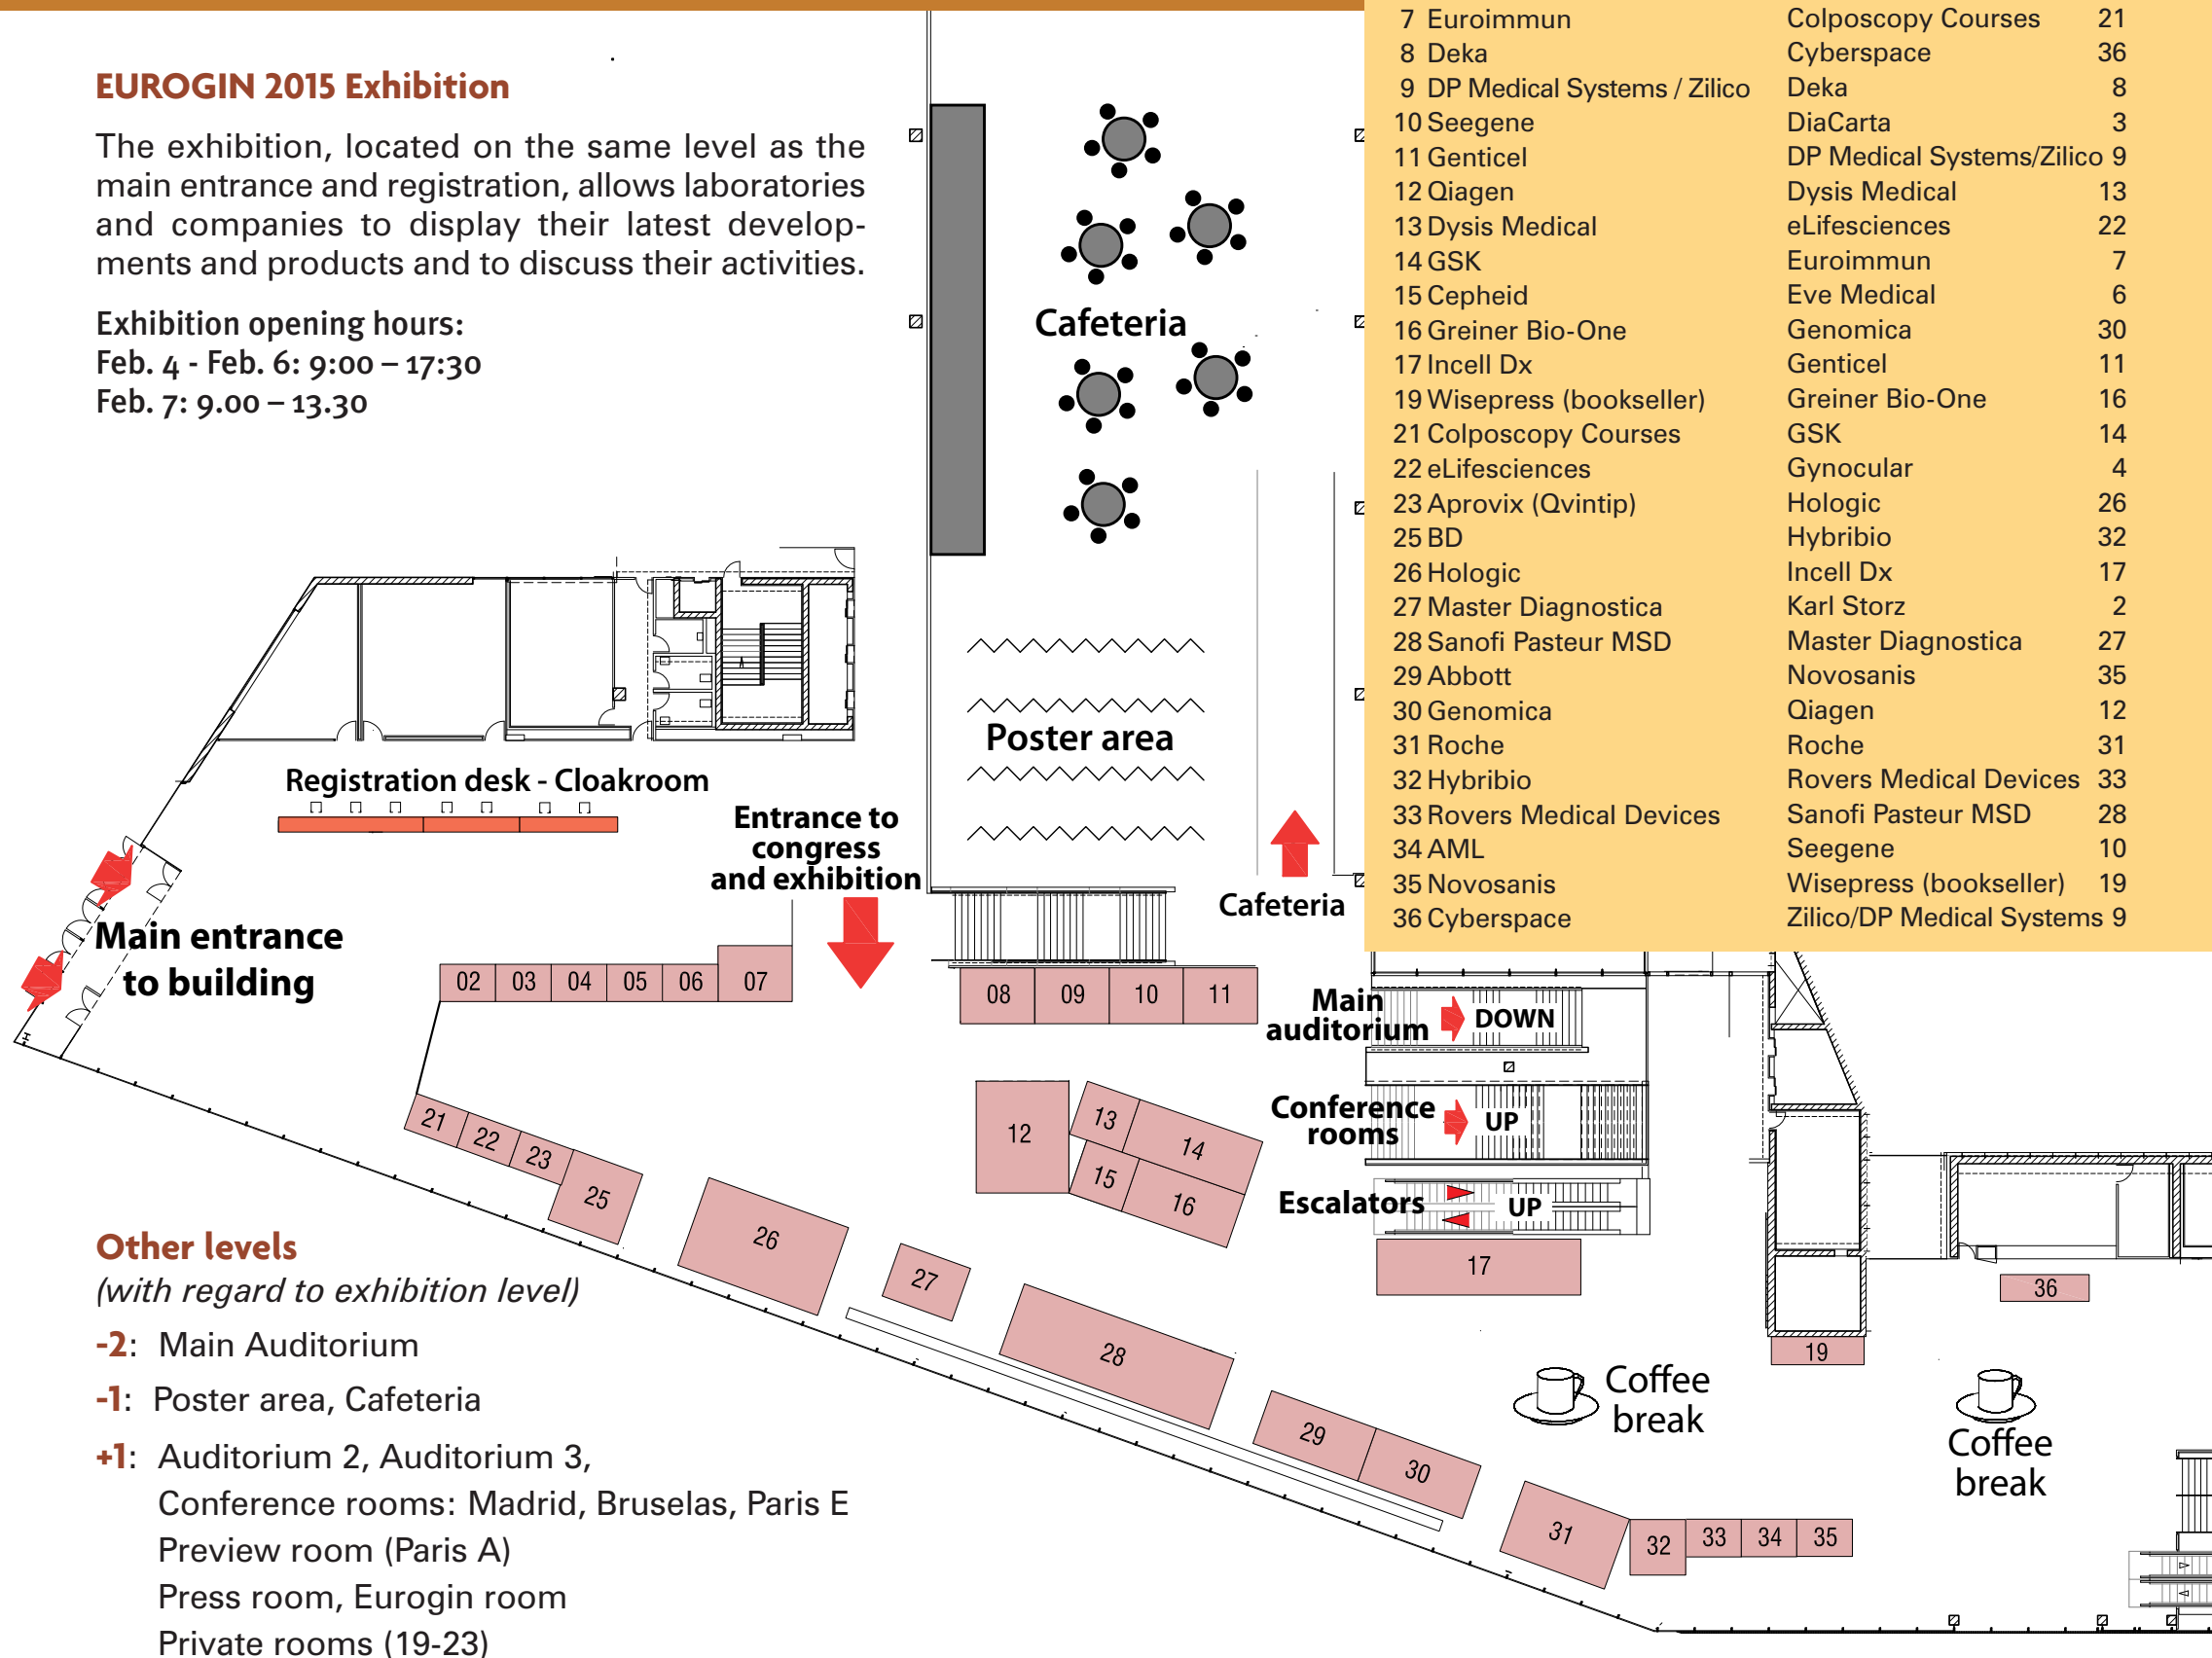 EUROGIN 2015 Exhibition
The exhibition, located on the same level as the
main entrance and registration, allows laboratories
and companies to display their latest develop-
ments and products and to discuss their activities.
Exhibition opening hours:
Feb. 4 - Feb. 6: 9:00 – 17:30
Feb. 7: 9.00 – 13.30
7 Euroimmun
8 Deka
9 DP Medical Systems / Zilico
10 Seegene
11 Genticel
12 Qiagen
13 Dysis Medical
14 GSK
15 Cepheid
16 Greiner Bio-One
17 Incell Dx
19 Wisepress (bookseller)
21 Colposcopy Courses
22 eLifesciences
23 Aprovix (Qvintip)
25 BD
26 Hologic
27 Master Diagnostica
28 Sanofi Pasteur MSD
29 Abbott
30 Genomica
31 Roche
32 Hybribio
33 Rovers Medical Devices
34 AML
35 Novosanis
36 Cyberspace
Colposcopy Courses 21
Cyberspace 36
Deka 8
DiaCarta 3
DP Medical Systems/Zilico 9
Dysis Medical 13
eLifesciences 22
Euroimmun 7
Eve Medical 6
Genomica 30
Genticel 11
Greiner Bio-One 16
GSK 14
Gynocular 4
Hologic 26
Hybribio 32
Incell Dx 17
Karl Storz 2
Master Diagnostica 27
Novosanis 35
Qiagen 12
Roche 31
Rovers Medical Devices 33
Sanofi Pasteur MSD 28
Seegene 10
Wisepress (bookseller) 19
Zilico/DP Medical Systems 9
Cafeteria
Poster area
Registration desk - Cloakroom
Entrance to
congress
and exhibition
Cafeteria
Main entrance
to building
02 03 04 05 06 07
08 09 10 11
Main
auditorium
DOWN
Conference
rooms
UP
Escalators
UP
12 13 14
15 16
17
21 22 23 25
26
27
28
29 30
31
32 33 34 35
36
19
Coffee
break
Coffee
break
Other levels
(with regard to exhibition level)
-2: Main Auditorium
-1: Poster area, Cafeteria
+1: Auditorium 2, Auditorium 3,
Conference rooms: Madrid, Bruselas, Paris E
Preview room (Paris A)
Press room, Eurogin room
Private rooms (19-23)